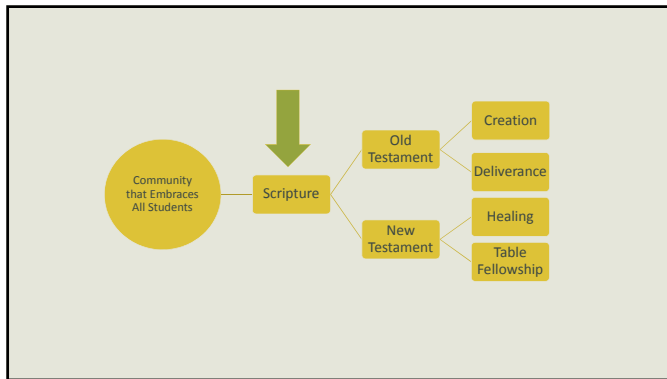 Community
that Embraces
All Students
Scripture
Old
Testament
Creation
Deliverance
New
Testament
Healing
Table
Fellowship